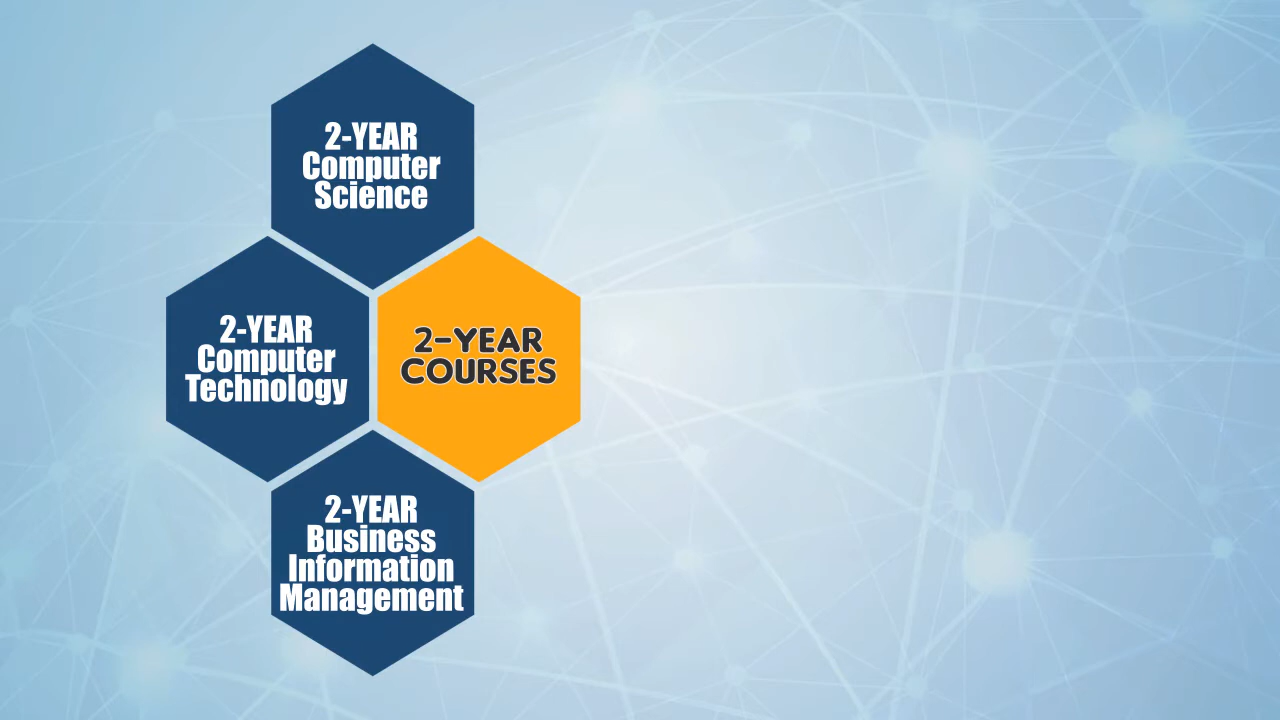 2-YEAR
Computer
Science
2-YEAR
Computer
Technology
2-YEAR
COURSES
2-YEAR
Business
Information
Management